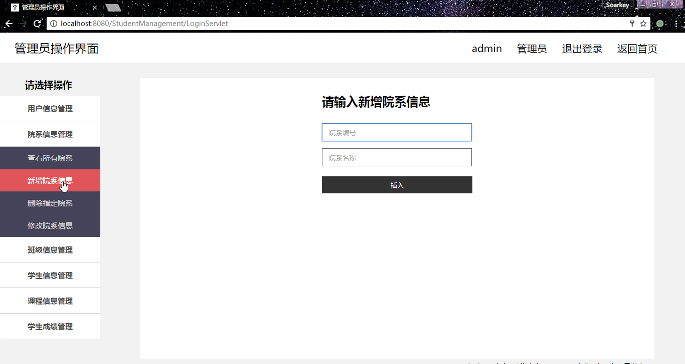 管理员操作界面
Soarkey
localhost:8080/StudentManagement/LoginServlet
管理员操作界面
admin 管理员 退出登录 返回首页
请选择操作
用户信息管理
院系信息管理
查看所有院系
新增院系信息
删除指定院系
修改院系信息
班级信息管理
学生信息管理
课程信息管理
学生成绩管理
请输入新增院系信息
院系编号
院系名称
插入